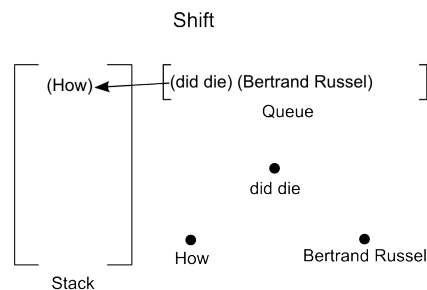 Shift
(How) (did die) (Bertrand Russel)
Queue
did die
How Bertrand Russel
Stack